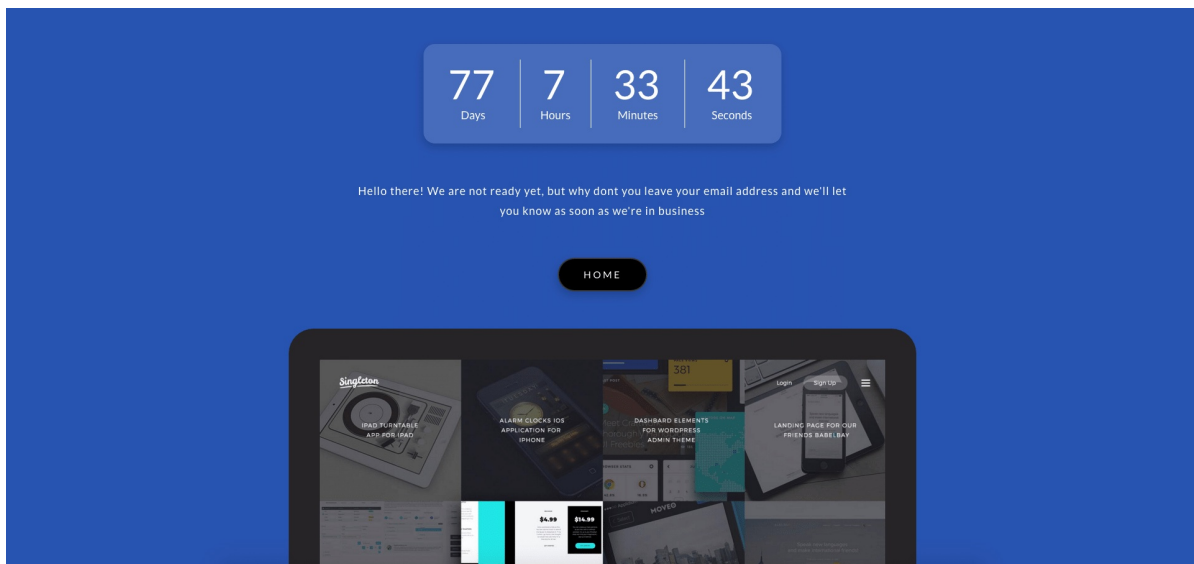 77
7
33
43
Days
Hours
Minutes
Seconds
Hello there! We are not ready yet, but why dont you leave your email address and we'll let
you know as soon as we're in business
HOME
Singleton
Login
Sign Up
381
IPAD TURNTABLE
APP FOR IPAD
ALARM CLOCKS IOS
APPLICATION FOR
IPHONE
DASHBARD ELEMENTS
FOR WORDPRESS
ADMIN THEME
LANDING PAGE FOR OUR
FRIENDS BABELBAY
$4.99
$14.99
MOVED